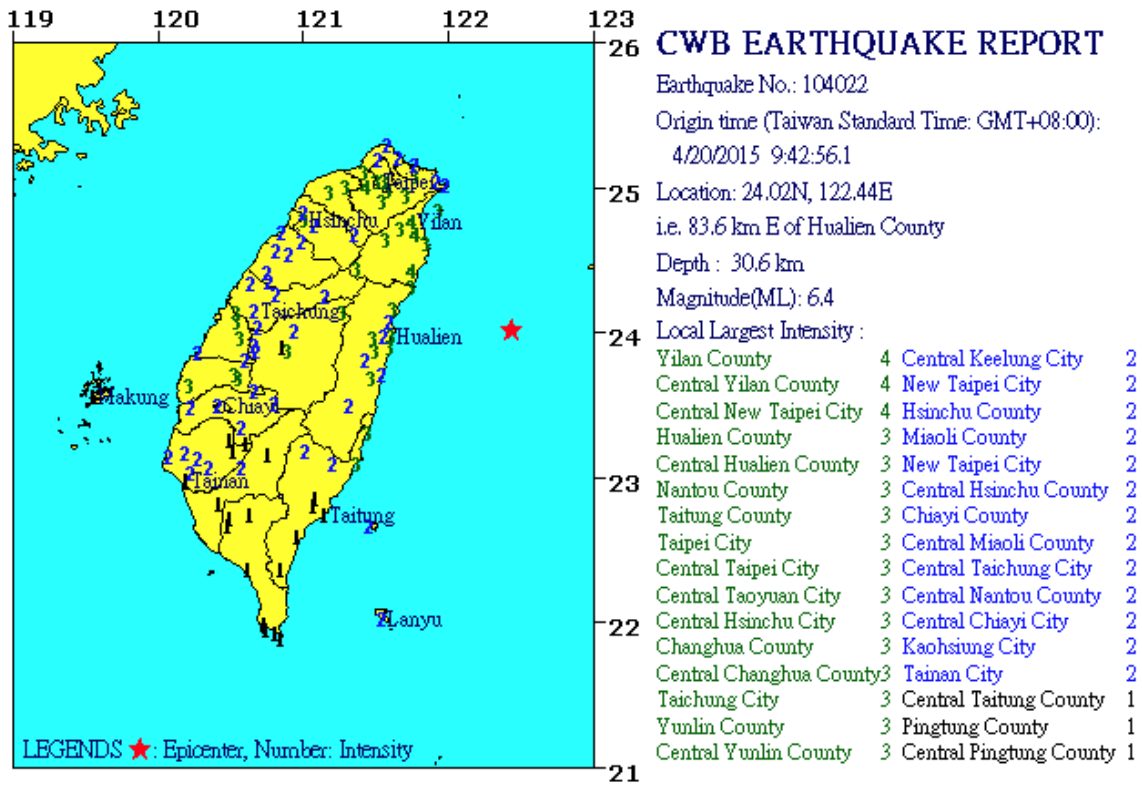 119 120 121 122 123
26
25
24
23
22
21
Taipei
Hsinchu
Yilan
Taichung
Hualien
Makung
Chiayi
Tainan
Taitung
Lanyu
LEGENDS ★: Epicenter, Number: Intensity
CWB EARTHQUAKE REPORT
Earthquake No.: 104022
Origin time (Taiwan Standard Time: GMT+08:00):
4/20/2015 9:42:56.1
Location: 24.02N, 122.44E
i.e. 83.6 km E of Hualien County
Depth : 30.6 km
Magnitude(ML): 6.4
Local Largest Intensity :
Yilan County 4 Central Keelung City 2
Central Yilan County 4 New Taipei City 2
Central New Taipei City 4 Hsinchu County 2
Hualien County 3 Miaoli County 2
Central Hualien County 3 New Taipei City 2
Nantou County 3 Central Hsinchu County 2
Taitung County 3 Chiayi County 2
Taipei City 3 Central Miaoli County 2
Central Taipei City 3 Central Taichung City 2
Central Taoyuan City 3 Central Nantou County 2
Central Hsinchu City 3 Central Chiayi City 2
Changhua County 3 Kaohsiung City 2
Central Changhua County3 Tainan City 2
Taichung City 3 Central Taitung County 1
Yunlin County 3 Pingtung County 1
Central Yunlin County 3 Central Pingtung County 1